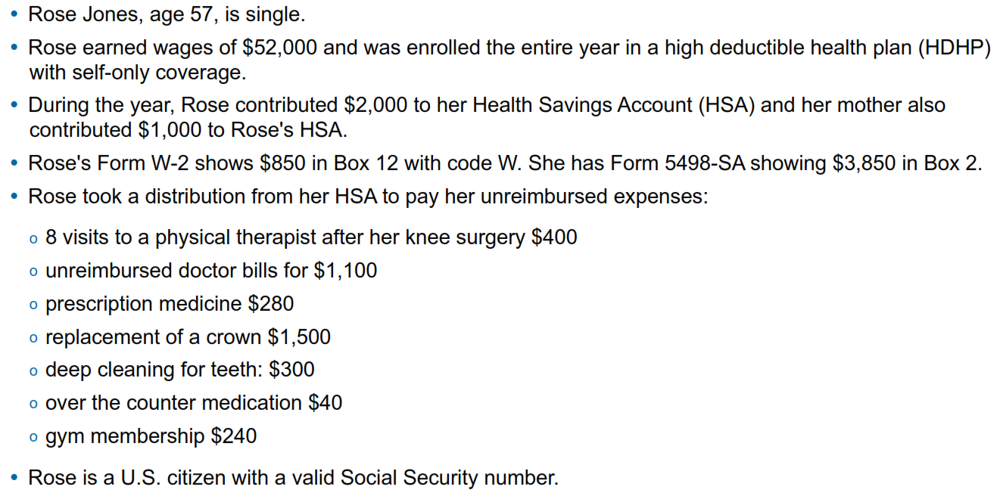 • Rose Jones, age 57, is single.
• Rose earned wages of $52,000 and was enrolled the entire year in a high deductible health plan (HDHP)
with self-only coverage.
• During the year, Rose contributed $2,000 to her Health Savings Account (HSA) and her mother also
contributed $1,000 to Rose's HSA.
• Rose's Form W-2 shows $850 in Box 12 with code W. She has Form 5498-SA showing $3,850 in Box 2.
• Rose took a distribution from her HSA to pay her unreimbursed expenses:
o 8 visits to a physical therapist after her knee surgery $400
o unreimbursed doctor bills for $1,100
o prescription medicine $280
o replacement of a crown $1,500
o deep cleaning for teeth: $300
o over the counter medication $40
o gym membership $240
• Rose is a U.S. citizen with a valid Social Security number.